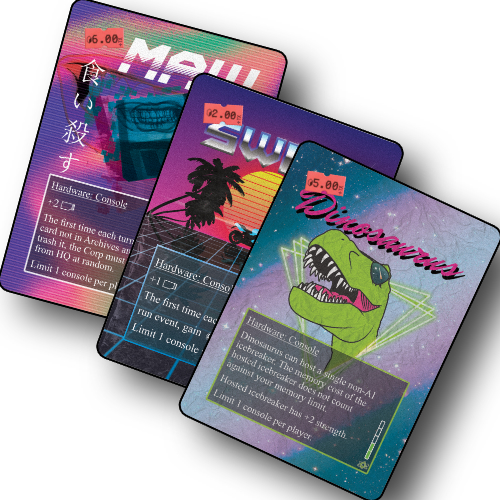 6.00
MAW
食い殺す
Hardware: Console
+2
The first time each turn
card not in Archives an
trash it, the Corp must
from HQ at random.
Limit 1 console per pl
2.00
SW
Hardware: Conso
+1
The first time each
run event, gain
Limit 1 console
5.00
Dinosaurus
Hardware: Console
Dinosaurus can host a single non-AI
icebreaker. The memory cost of the
hosted icebreaker does not count
against your memory limit.
Hosted icebreaker has +2 strength.
Limit 1 console per player.